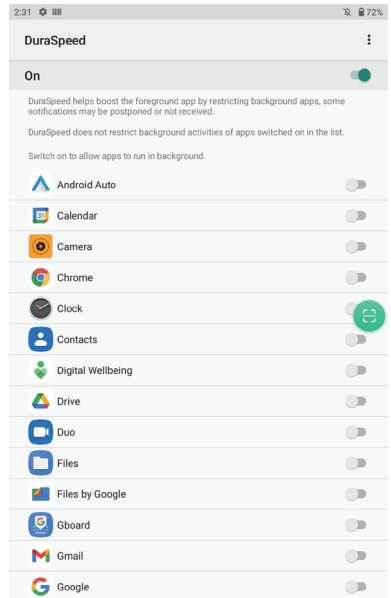 2:31 72%
DuraSpeed
On
DuraSpeed helps boost the foreground app by restricting background apps, some
notifications may be postponed or not received.
DuraSpeed does not restrict background activities of apps switched on in the list.
Switch on to allow apps to run in background.
Android Auto
31 Calendar
Camera
Chrome
Clock
Contacts
Digital Wellbeing
Drive
Duo
Files
Files by Google
Gboard
Gmail
Google